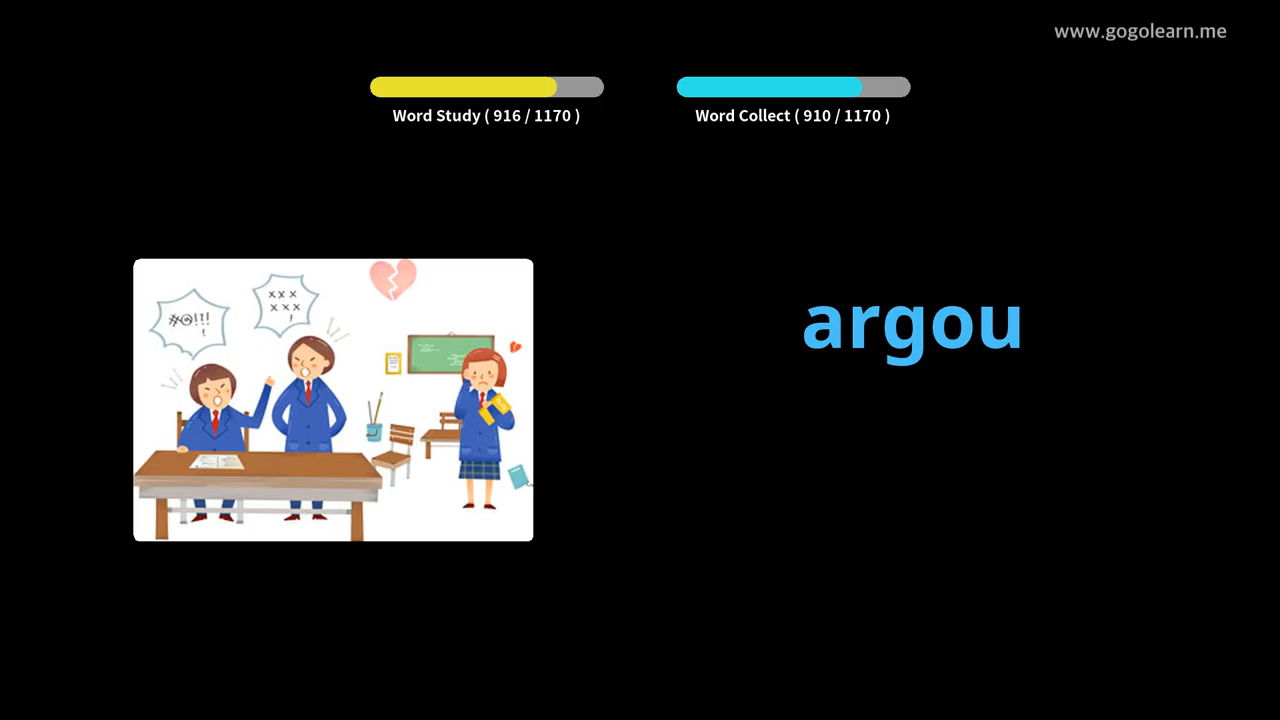 www.gogolearn.me
Word Study ( 916 / 1170 )
Word Collect ( 910 / 1170 )
#@!!!
!
x x x
x x x
!
argou